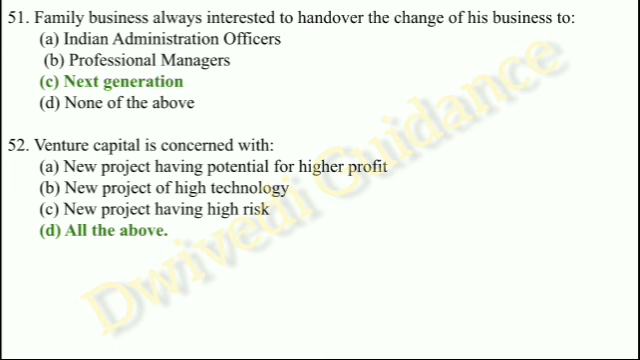 51. Family business always interested to handover the change of his business to:
(a) Indian Administration Officers
(b) Professional Managers
(c) Next generation
(d) None of the above
52. Venture capital is concerned with:
(a) New project having potential for higher profit
(b) New project of high technology
(c) New project having high risk
(d) All the above.
Dwivedi Guidance